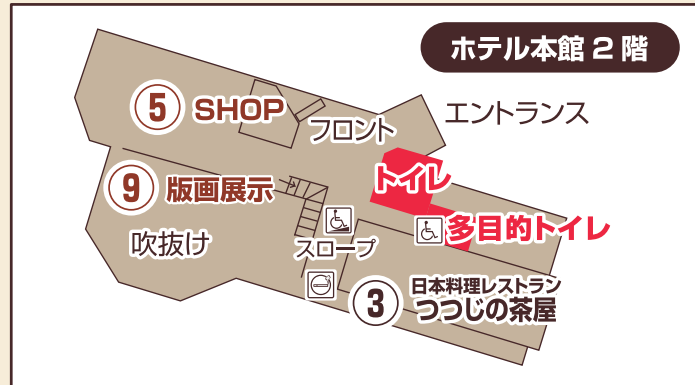 ホテル本館 2 階
エントランス
⑤ SHOP
フロント
トイレ
⑨ 版画展示
多目的トイレ
吹抜け
スロープ
③ 日本料理レストラン
つつじの茶屋